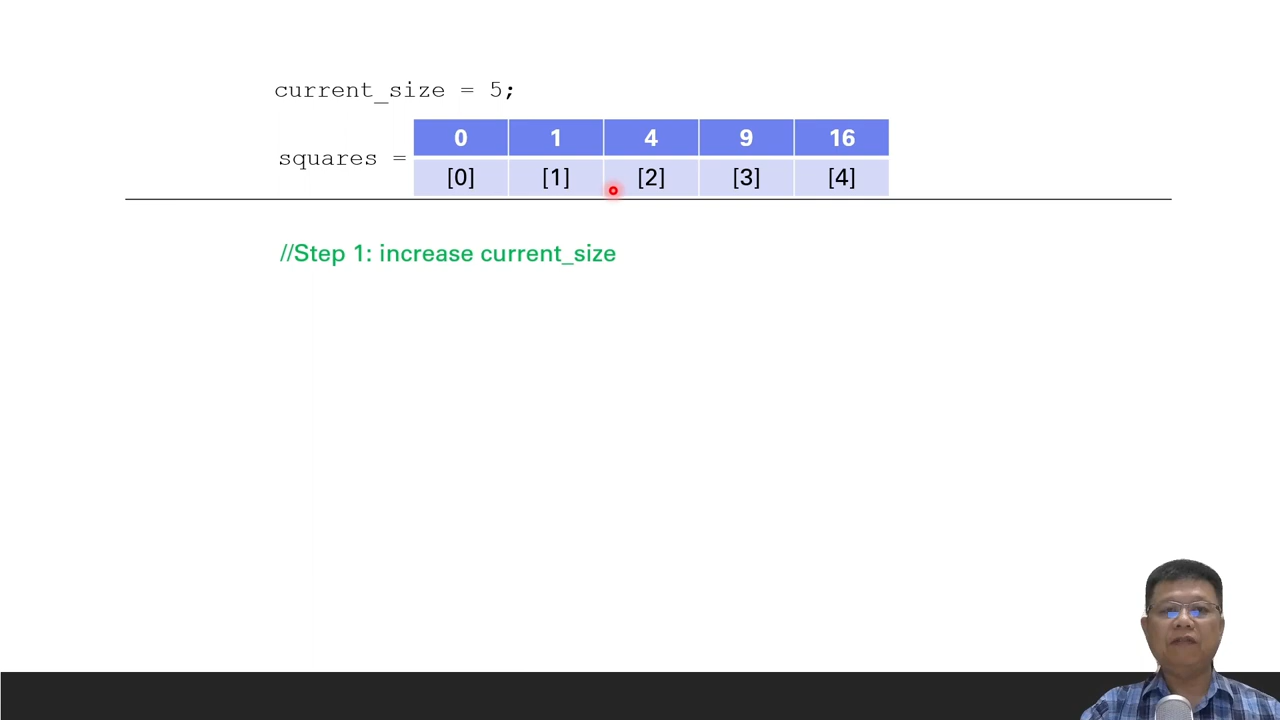 current_size = 5;
0 1 4 9 16
squares =
[0] [1] [2] [3] [4]
//Step 1: increase current_size